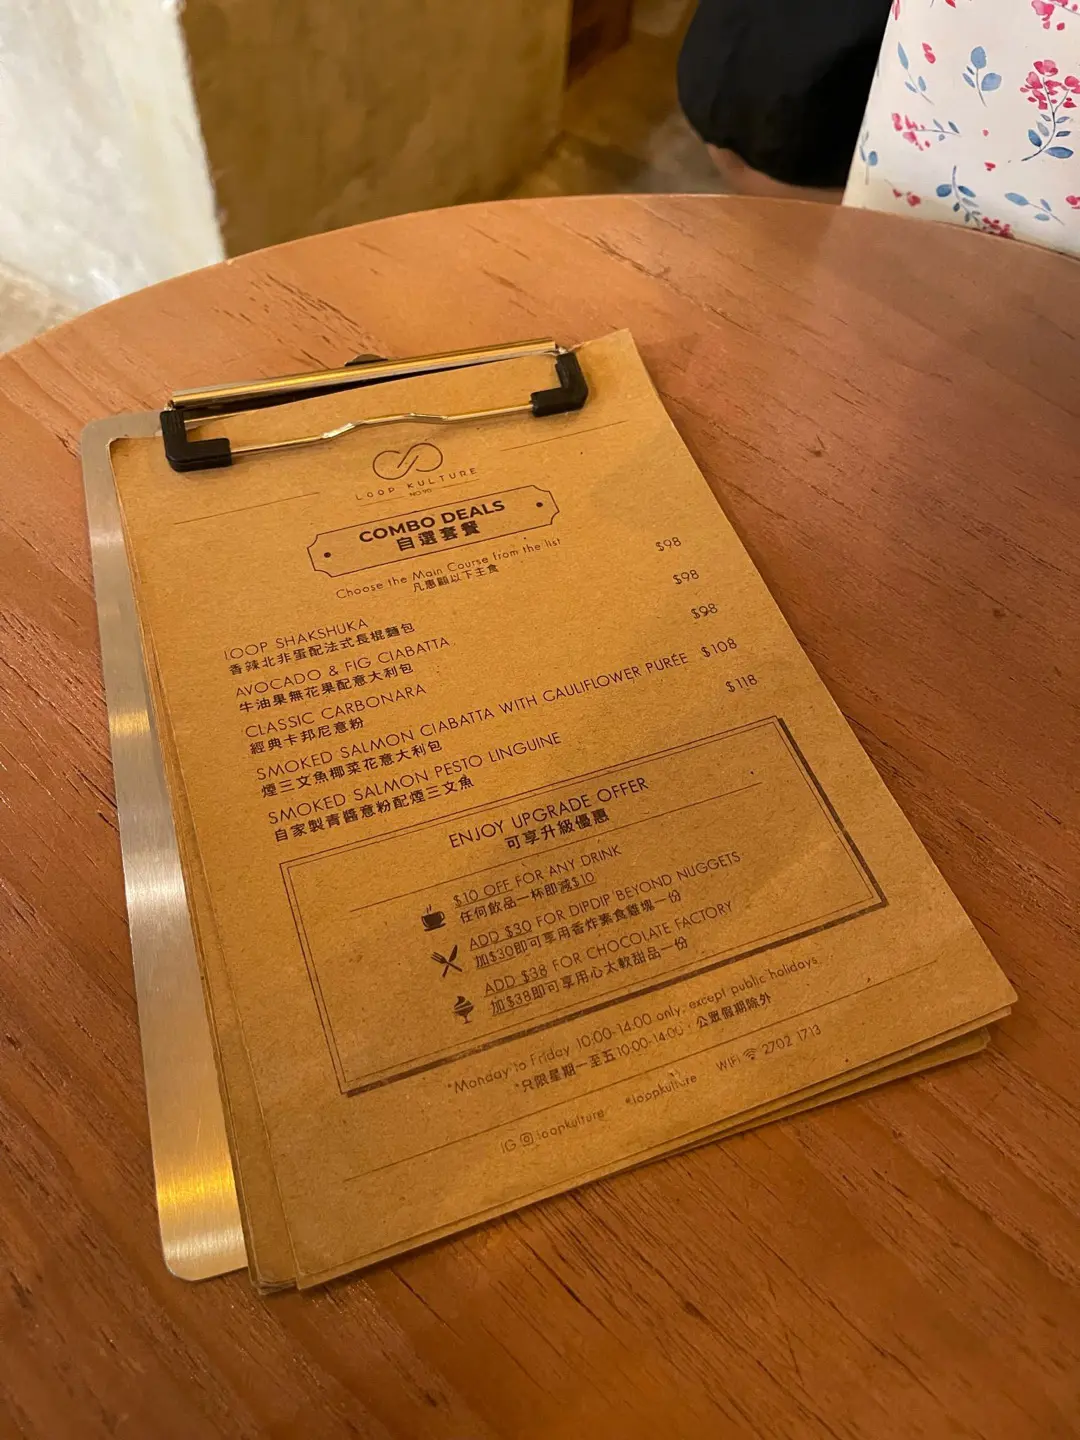 LOOP KULTURE
NO.90
COMBO DEALS
自選套餐
Choose the Main Course from the list
凡惠顧以下主食
LOOP SHAKSHUKA $98
香辣北非蛋配法式長棍麵包
AVOCADO & FIG CIABATTA $98
牛油果無花果配意大利包
CLASSIC CARBONARA $98
經典卡邦尼意粉
SMOKED SALMON CIABATTA WITH CAULIFLOWER PURÉE $108
煙三文魚椰菜花意大利包
SMOKED SALMON PESTO LINGUINE $118
自家製青醬意粉配煙三文魚
ENJOY UPGRADE OFFER
可享升級優惠
$10 OFF FOR ANY DRINK
任何飲品一杯即減$10
ADD $30 FOR DIPDIP BEYOND NUGGETS
加$30即可享用香炸素食雞塊一份
ADD $38 FOR CHOCOLATE FACTORY
加$38即可享用心太軟甜品一份
*Monday to Friday 10:00-14:00 only, except public holidays
*只限星期一至五10:00-14:00，公眾假期除外
IG loopkulture #loopkulture WIFI 2702 1713